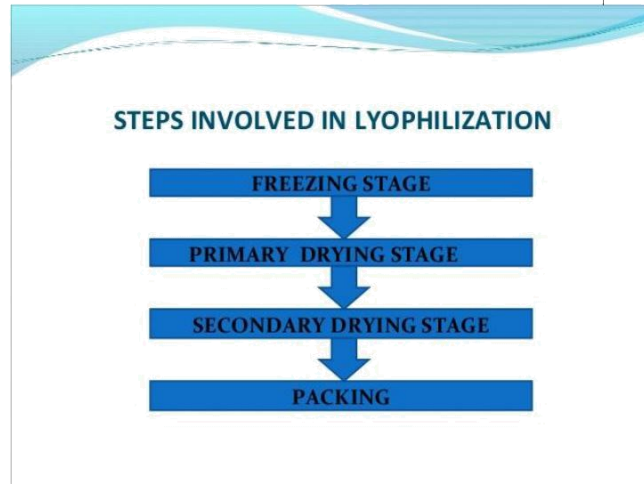 STEPS INVOLVED IN LYOPHILIZATION
FREEZING STAGE
PRIMARY DRYING STAGE
SECONDARY DRYING STAGE
PACKING